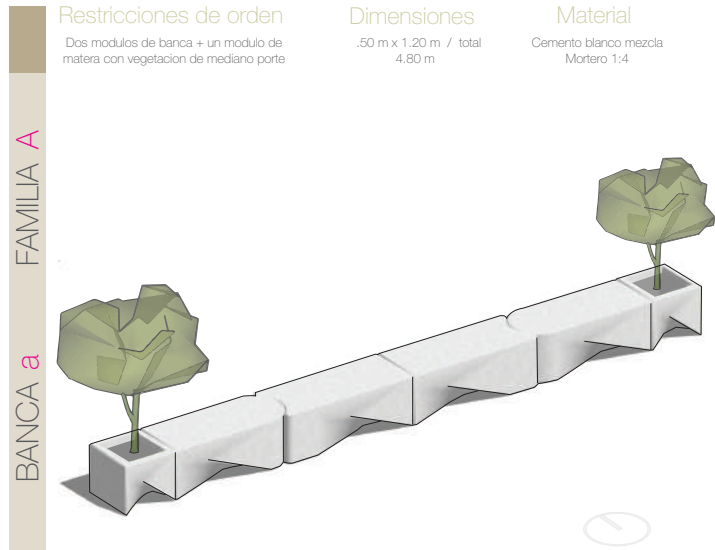 Restricciones de orden
Dos modulos de banca + un modulo de
matera con vegetacion de mediano porte
Dimensiones
.50 m x 1.20 m / total
4.80 m
Material
Cemento blanco mezcla
Mortero 1:4
FAMILIA A
BANCA a